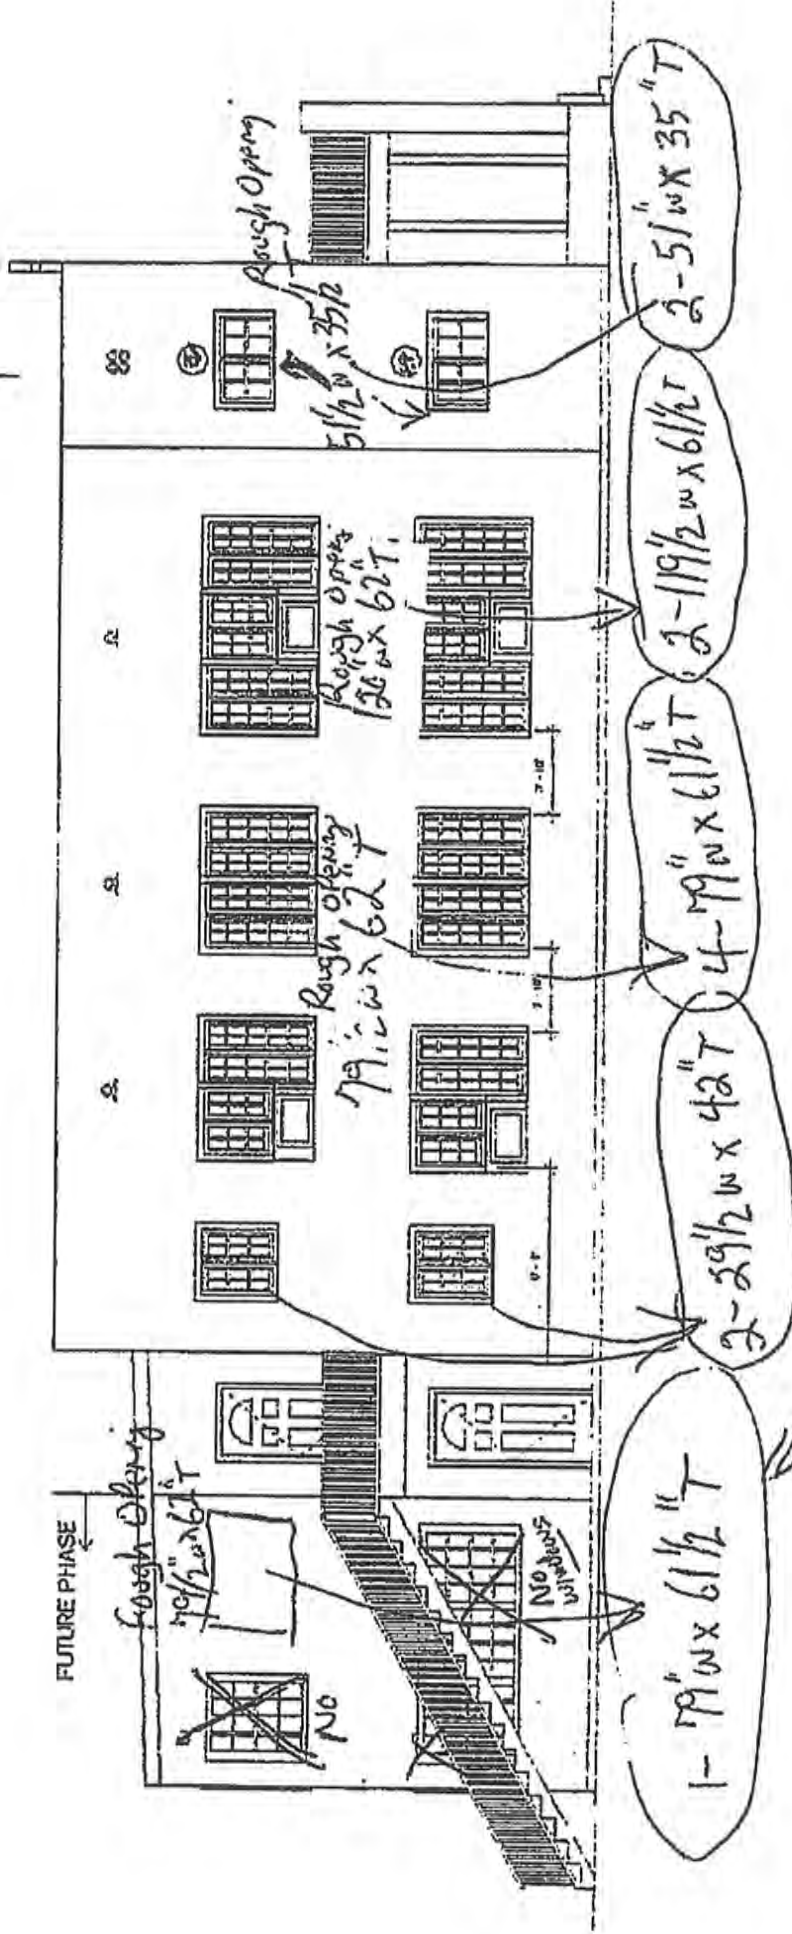 FUTURE PHASE
Rough Opening
79 1/2" W X 62" T
No
No
windows
Rough Opening
79 1/2" W X 62" T
Rough Opening
120" W X 62" T.
Rough Opening
51 1/2" W X 35 1/2" T
1- 79" W X 61 1/2" T
2- 39 1/2" W X 42" T
4- 79" W X 61 1/2" T
2- 119 1/2" W X 61 1/2" T
2- 51" W X 35" T